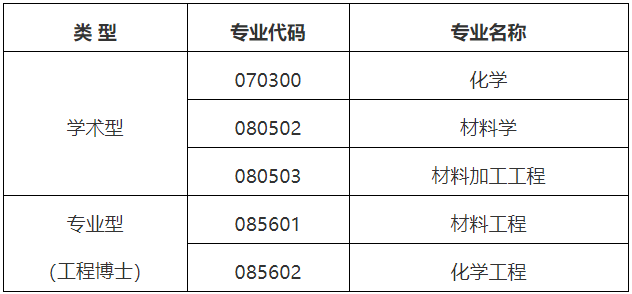 类 型 专业代码 专业名称
学术型 070300 化学
080502 材料学
080503 材料加工工程
专业型 085601 材料工程
（工程博士） 085602 化学工程